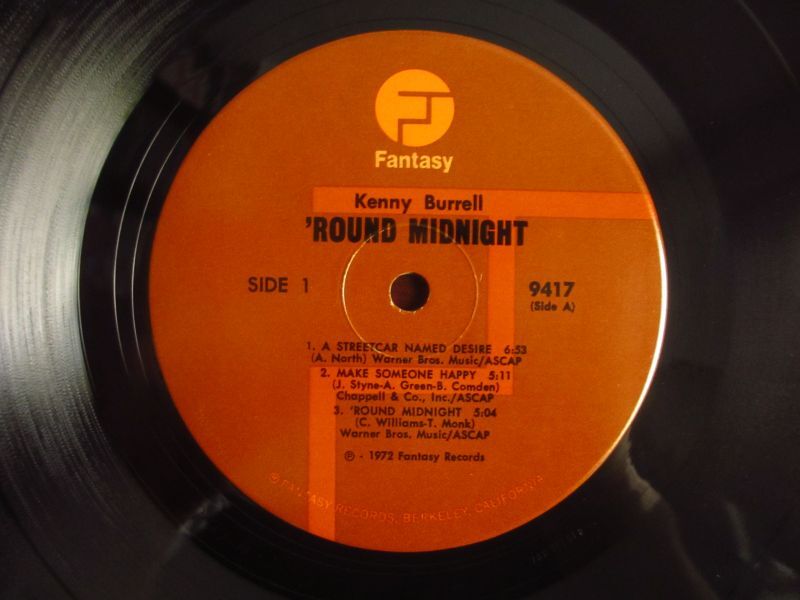 Fantasy
Kenny Burrell
'ROUND MIDNIGHT
SIDE 1
9417
(Side A)
1. A STREETCAR NAMED DESIRE 6:53
(A. North) Warner Bros. Music/ASCAP
2. MAKE SOMEONE HAPPY 5:11
(J. Styne-A. Green-B. Comden)
Chappell & Co., Inc./ASCAP
3. 'ROUND MIDNIGHT 5:04
(C. Williams-T. Monk)
Warner Bros. Music/ASCAP
℗ - 1972 Fantasy Records
FANTASY RECORDS, BERKELEY, CALIFORNIA